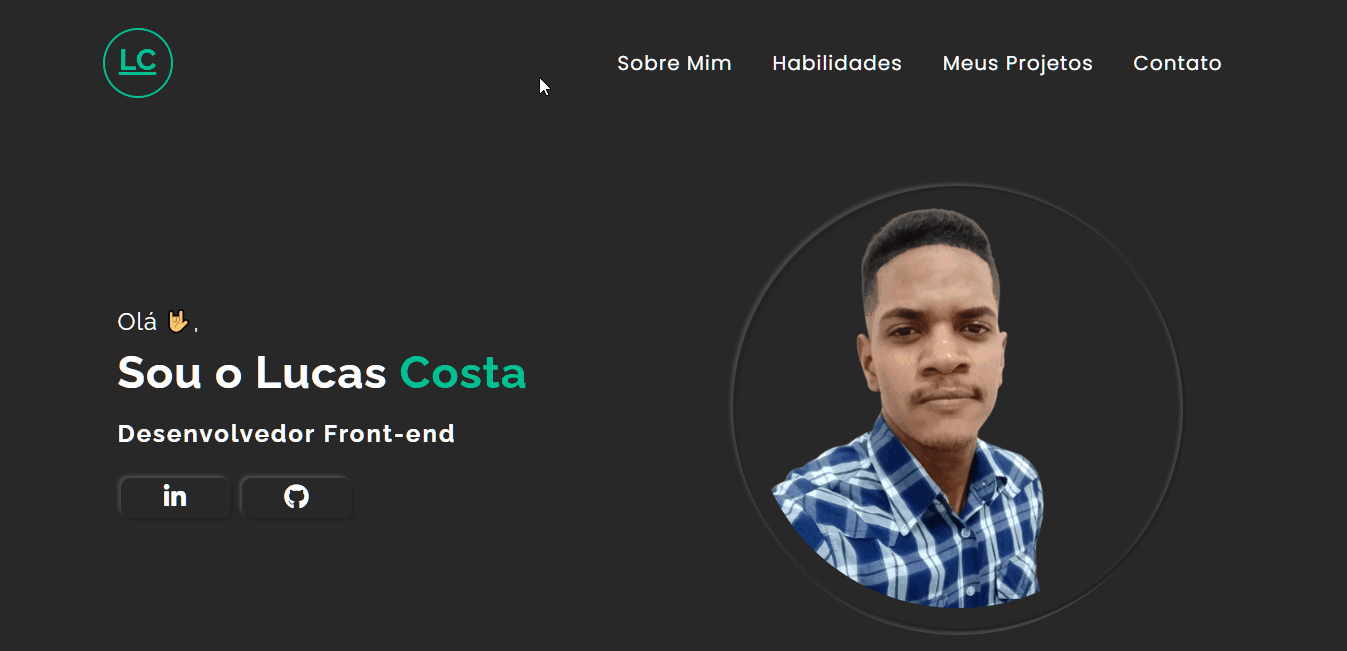 LC
Sobre Mim Habilidades Meus Projetos Contato
Olá 🤘,
Sou o Lucas Costa
Desenvolvedor Front-end
in